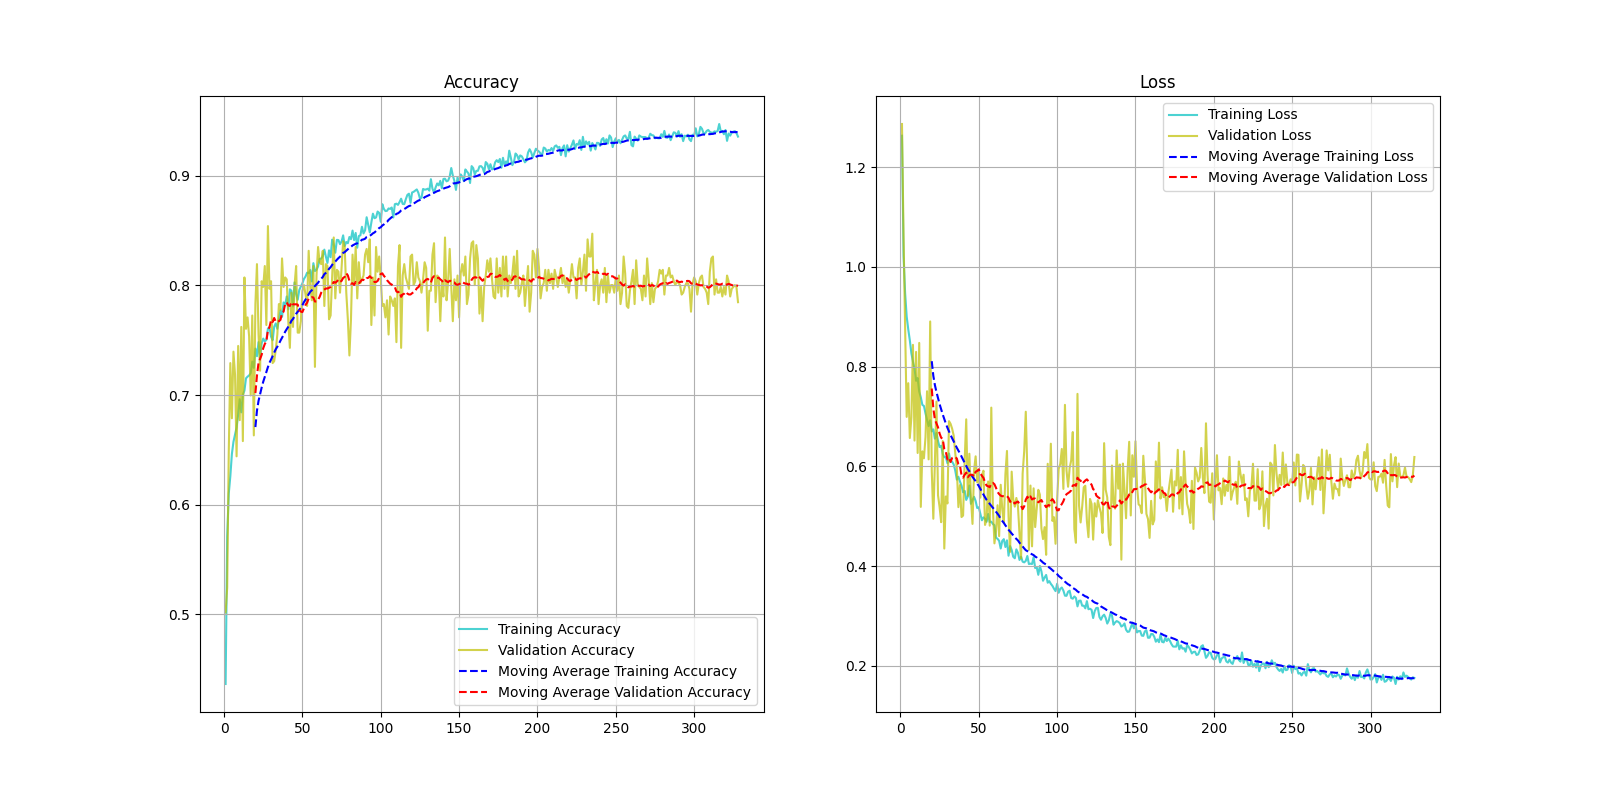 Accuracy
0.9
0.8
0.7
0.6
0.5
0 50 100 150 200 250 300
Training Accuracy
Validation Accuracy
Moving Average Training Accuracy
Moving Average Validation Accuracy
Loss
1.2
1.0
0.8
0.6
0.4
0.2
0 50 100 150 200 250 300
Training Loss
Validation Loss
Moving Average Training Loss
Moving Average Validation Loss